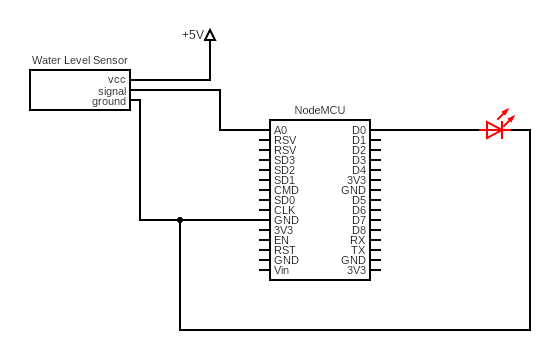 +5V
Water Level Sensor
vcc
signal
ground
NodeMCU
A0 D0
RSV D1
RSV D2
SD3 D3
SD2 D4
SD1 3V3
CMD GND
SD0 D5
CLK D6
GND D7
3V3 D8
EN RX
RST TX
GND GND
Vin 3V3